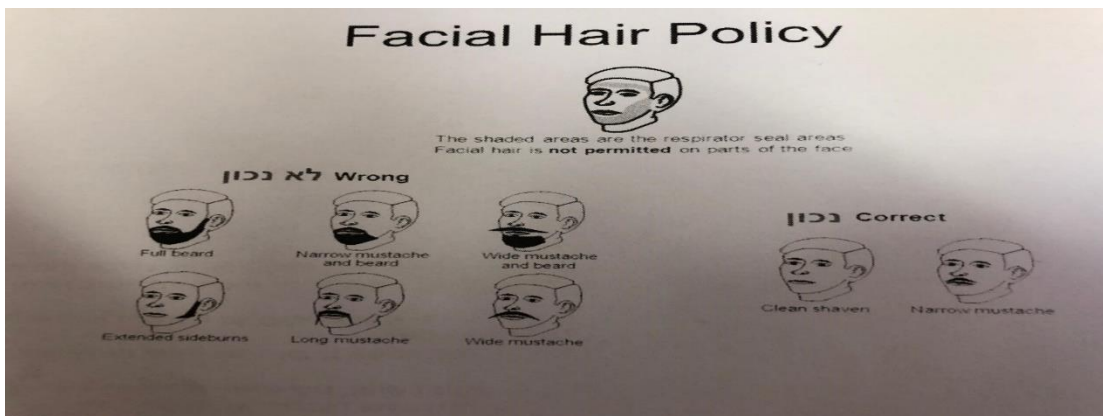 Facial Hair Policy
The shaded areas are the respirator seal areas
Facial hair is not permitted on parts of the face
לא נכון Wrong
Full beard
Narrow mustache
and beard
Wide mustache
and beard
Extended sideburns
Long mustache
Wide mustache
נכון Correct
Clean shaven
Narrow mustache